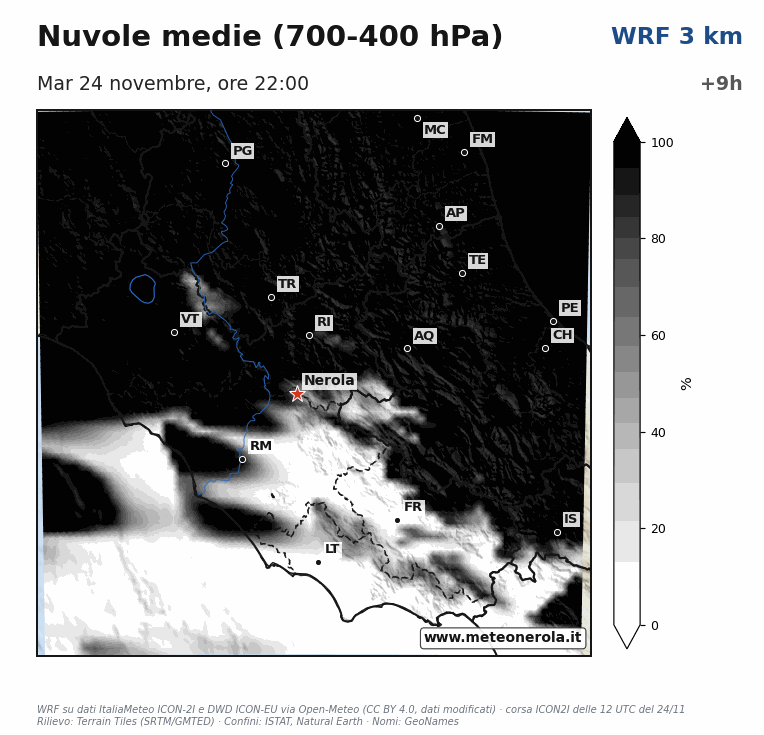 Nuvole medie (700-400 hPa)
WRF 3 km
Mar 24 novembre, ore 22:00
+9h
MC
FM
PG
AP
TE
TR
PE
VT
RI
AQ
CH
Nerola
RM
FR
IS
LT
www.meteonerola.it
100
80
60
40
20
0
%
WRF su dati ItaliaMeteo ICON-2I e DWD ICON-EU via Open-Meteo (CC BY 4.0, dati modificati) · corsa ICON2I delle 12 UTC del 24/11
Rilievo: Terrain Tiles (SRTM/GMTED) · Confini: ISTAT, Natural Earth · Nomi: GeoNames